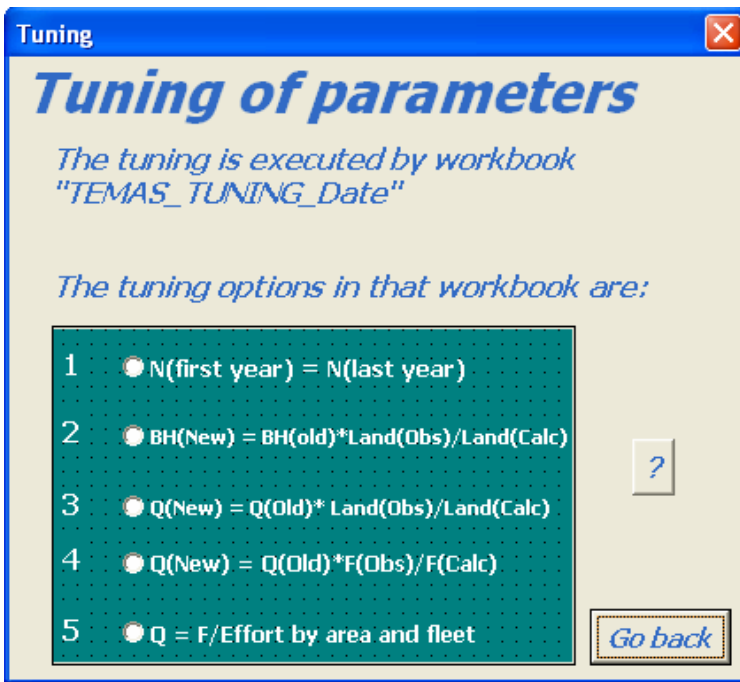 Tuning
Tuning of parameters
The tuning is executed by workbook
"TEMAS_TUNING_Date"
The tuning options in that workbook are:
1 N(first year) = N(last year)
2 BH(New) = BH(old)*Land(Obs)/Land(Calc)
?
3 Q(New) = Q(Old)* Land(Obs)/Land(Calc)
4 Q(New) = Q(Old)*F(Obs)/F(Calc)
5 Q = F/Effort by area and fleet
Go back